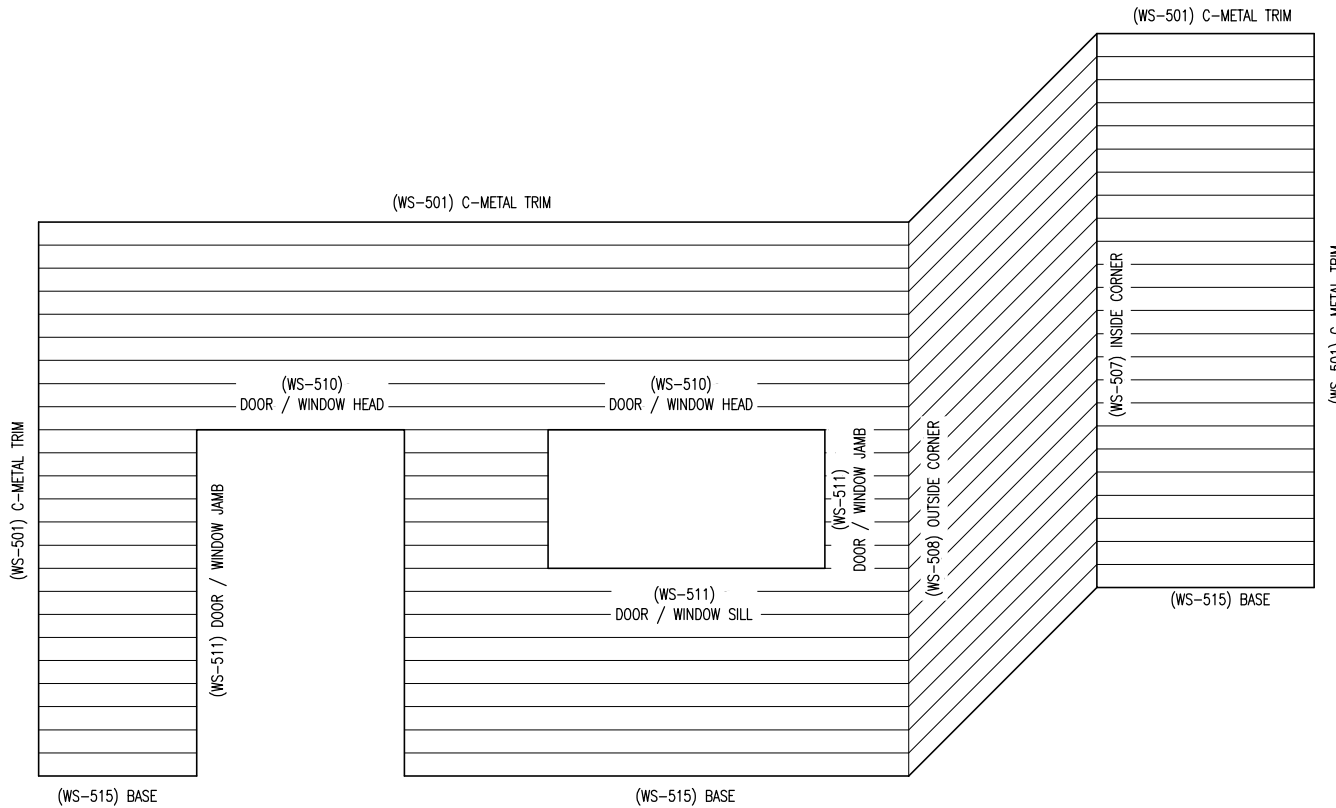 (WS-501) C-METAL TRIM
(WS-501) C-METAL TRIM
(WS-510)
DOOR / WINDOW HEAD
(WS-510)
DOOR / WINDOW HEAD
(WS-501) C-METAL TRIM
(WS-511) DOOR / WINDOW JAMB
(WS-511)
DOOR / WINDOW JAMB
(WS-508) OUTSIDE CORNER
(WS-507) INSIDE CORNER
(WS-501) C-METAL TRIM
(WS-511)
DOOR / WINDOW SILL
(WS-515) BASE
(WS-515) BASE
(WS-515) BASE